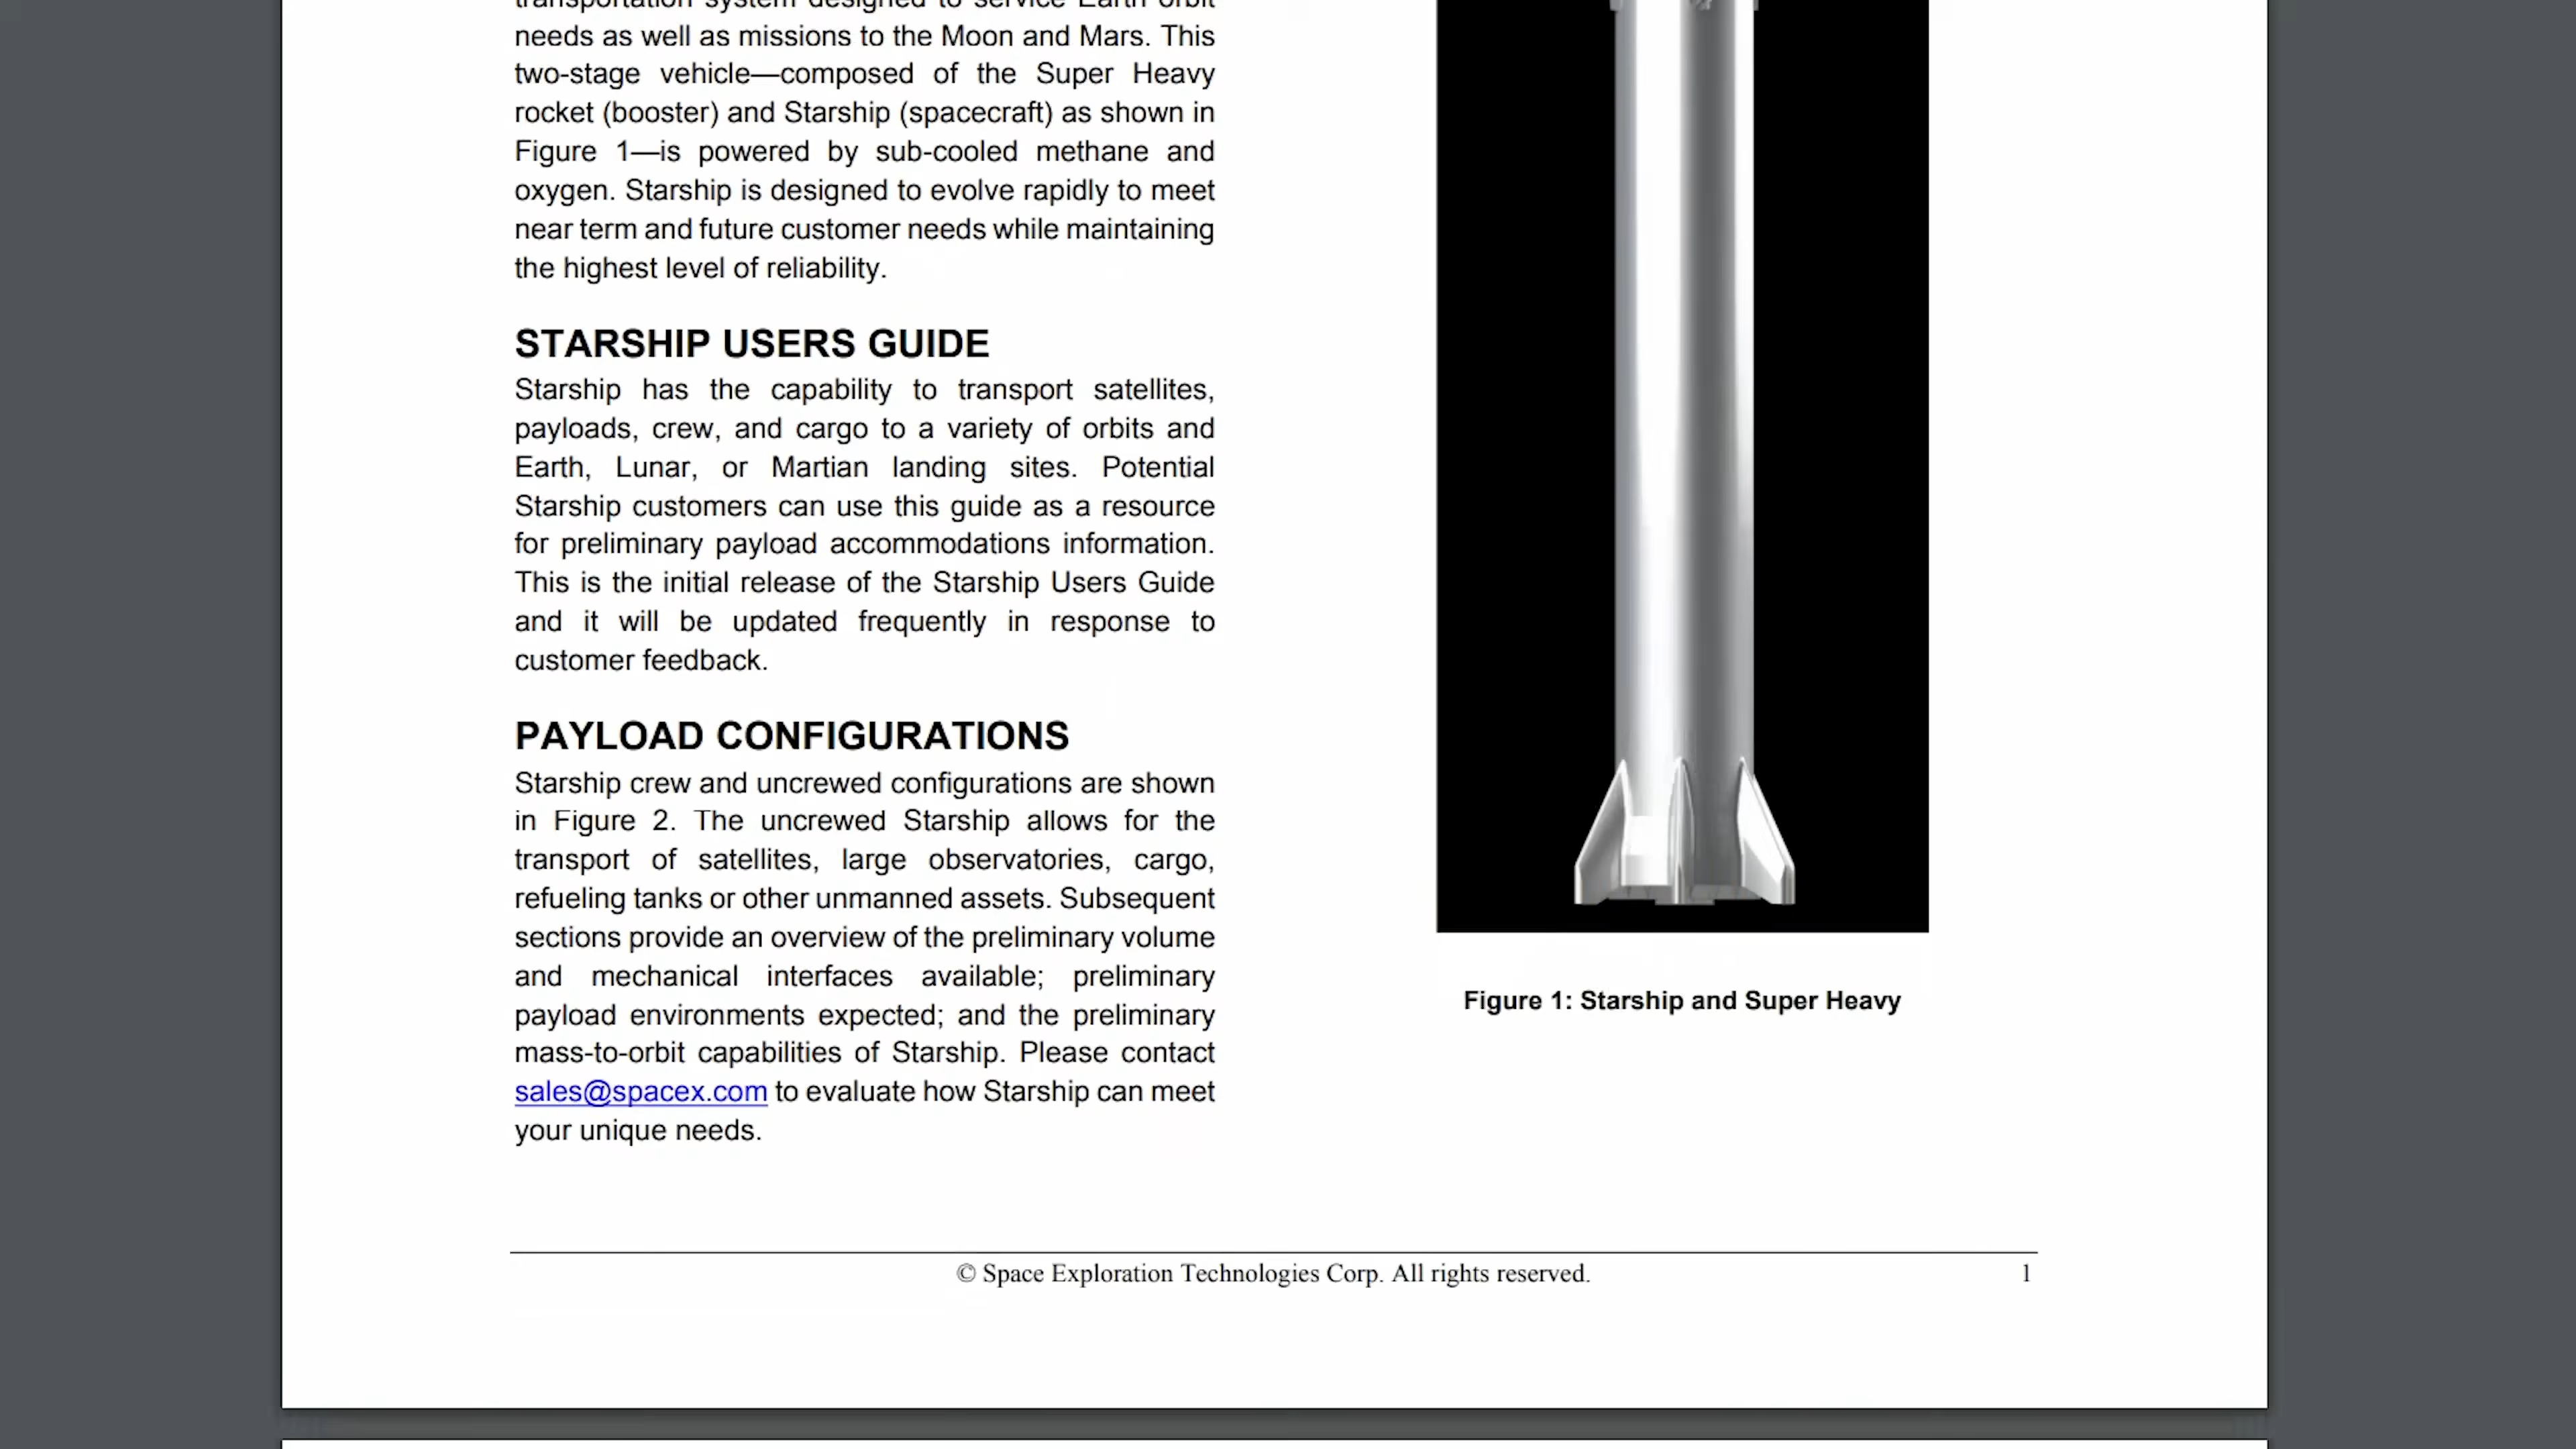 transportation system designed to service Earth orbit
needs as well as missions to the Moon and Mars. This
two-stage vehicle—composed of the Super Heavy
rocket (booster) and Starship (spacecraft) as shown in
Figure 1—is powered by sub-cooled methane and
oxygen. Starship is designed to evolve rapidly to meet
near term and future customer needs while maintaining
the highest level of reliability.
STARSHIP USERS GUIDE
Starship has the capability to transport satellites,
payloads, crew, and cargo to a variety of orbits and
Earth, Lunar, or Martian landing sites. Potential
Starship customers can use this guide as a resource
for preliminary payload accommodations information.
This is the initial release of the Starship Users Guide
and it will be updated frequently in response to
customer feedback.
PAYLOAD CONFIGURATIONS
Starship crew and uncrewed configurations are shown
in Figure 2. The uncrewed Starship allows for the
transport of satellites, large observatories, cargo,
refueling tanks or other unmanned assets. Subsequent
sections provide an overview of the preliminary volume
and mechanical interfaces available; preliminary
payload environments expected; and the preliminary
mass-to-orbit capabilities of Starship. Please contact
sales@spacex.com to evaluate how Starship can meet
your unique needs.
Figure 1: Starship and Super Heavy
© Space Exploration Technologies Corp. All rights reserved. 1